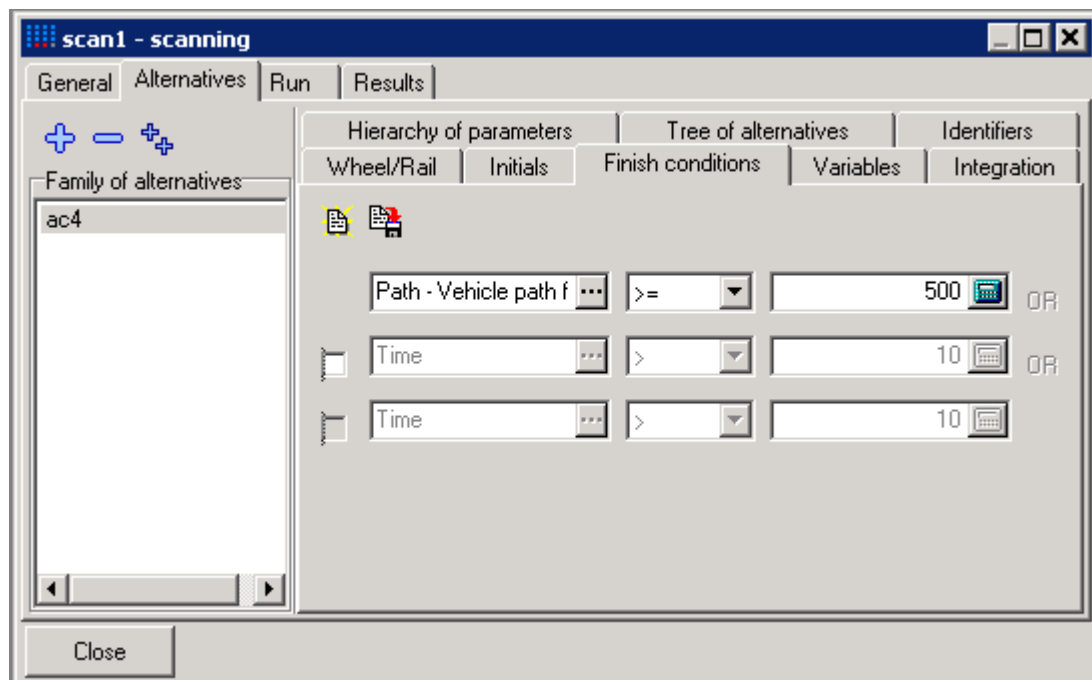 scan1 - scanning
General Alternatives Run Results
Hierarchy of parameters Tree of alternatives Identifiers
Wheel/Rail Initials Finish conditions Variables Integration
Family of alternatives
ac4
Path - Vehicle path f ... >= 500 OR
Time ... > 10 OR
Time ... > 10
Close